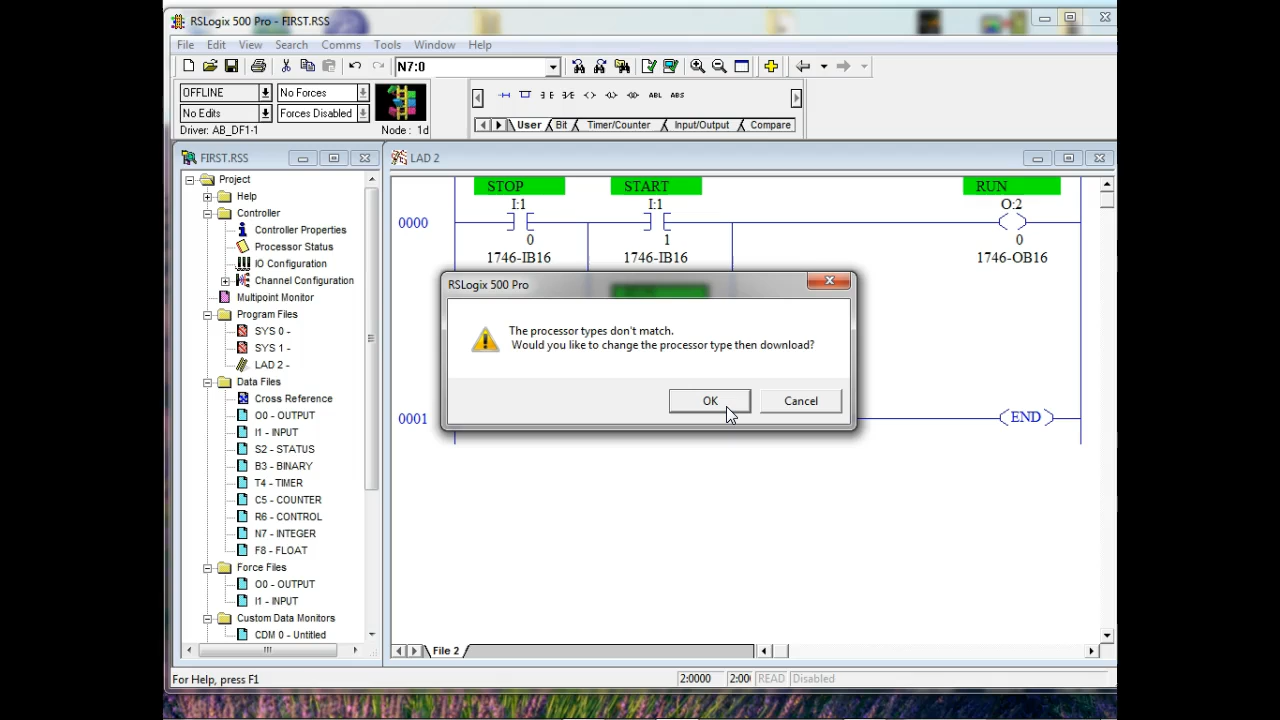 RSLogix 500 Pro - FIRST.RSS
File Edit View Search Comms Tools Window Help
N7:0
OFFLINE No Forces
No Edits Forces Disabled
Driver: AB_DF1-1 Node : 1d
ABL ABS
User Bit Timer/Counter Input/Output Compare
FIRST.RSS
Project
Help
Controller
Controller Properties
Processor Status
IO Configuration
Channel Configuration
Multipoint Monitor
Program Files
SYS 0 -
SYS 1 -
LAD 2 -
Data Files
Cross Reference
O0 - OUTPUT
I1 - INPUT
S2 - STATUS
B3 - BINARY
T4 - TIMER
C5 - COUNTER
R6 - CONTROL
N7 - INTEGER
F8 - FLOAT
Force Files
O0 - OUTPUT
I1 - INPUT
Custom Data Monitors
CDM 0 - Untitled
LAD 2
STOP START RUN
I:1 I:1 O:2
0000
0 1 0
1746-IB16 1746-IB16 1746-OB16
RSLogix 500 Pro
The processor types don't match.
Would you like to change the processor type then download?
OK Cancel
0001 END
File 2
For Help, press F1 2:0000 2:00 READ Disabled